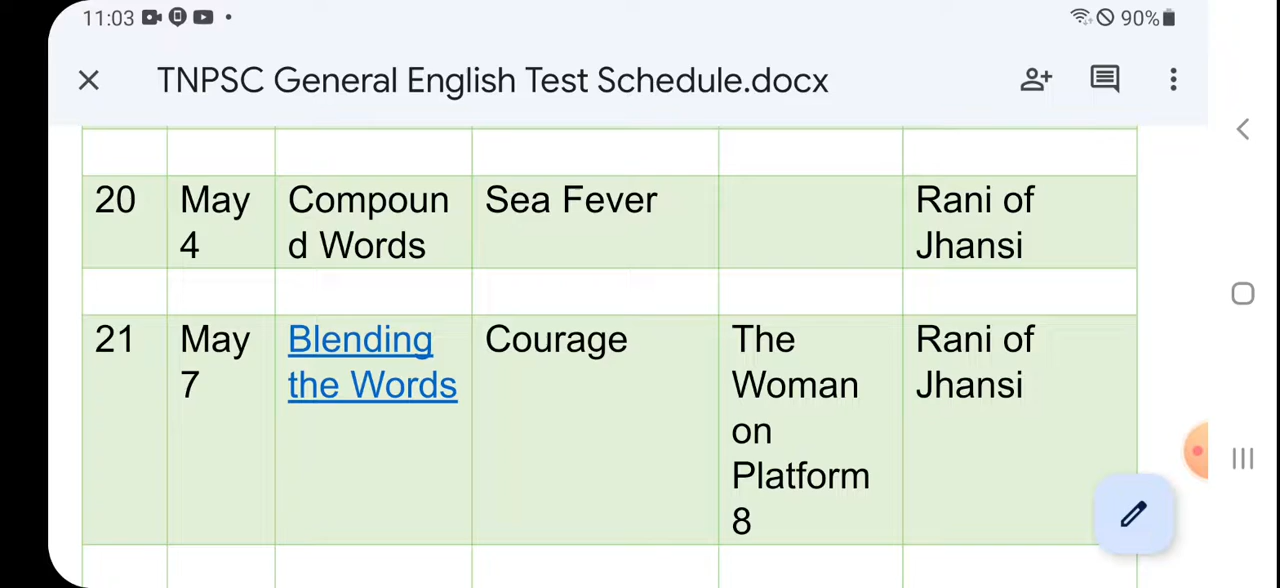 11:03 90%
TNPSC General English Test Schedule.docx
20 May Compoun Sea Fever Rani of
4 d Words Jhansi
21 May Blending Courage The Rani of
7 the Words Woman Jhansi
on
Platform
8